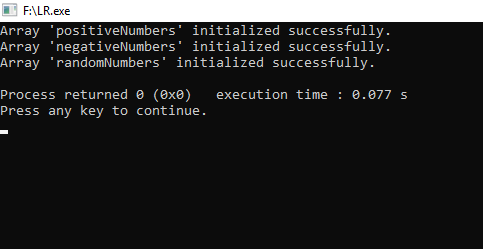 F:\LR.exe
Array 'positiveNumbers' initialized successfully.
Array 'negativeNumbers' initialized successfully.
Array 'randomNumbers' initialized successfully.
Process returned 0 (0x0)   execution time : 0.077 s
Press any key to continue.